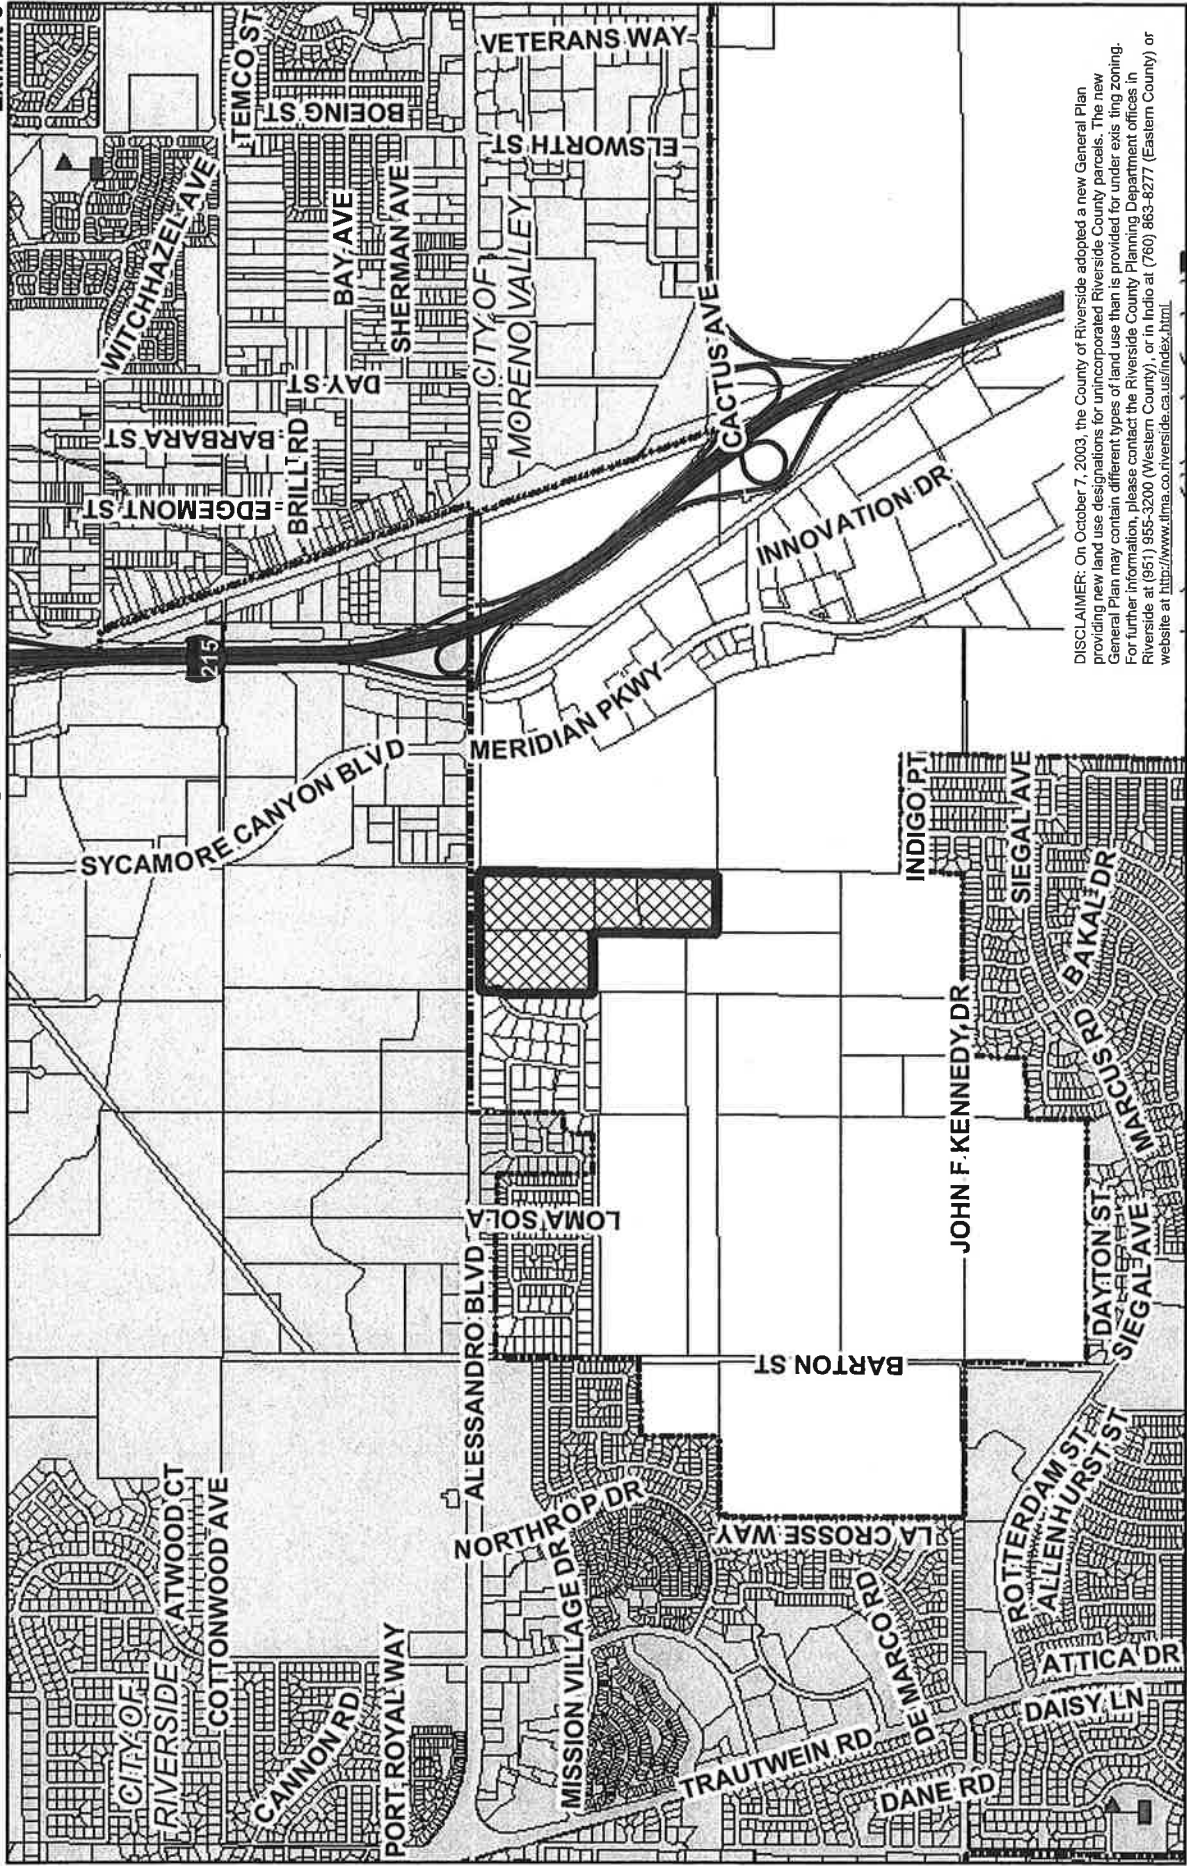 WITCHHAZEL AVE
TEMCO ST
BOEING ST
VETERANS WAY
ELSWORTH ST
BAY AVE
SHERMAN AVE
CITY OF
MORENO VALLEY
DAY ST
BARBARA ST
BRILL RD
EDGEMONT ST
CACTUS AVE
INNOVATION DR
215
MERIDIAN PKWY
SYCAMORE CANYON BLVD
INDIGO PT
SIEGAL AVE
BAKAL DR
MARCUS RD
JOHN F. KENNEDY DR
LOMA SOLA
ALESSANDRO BLVD
DAYTON ST
SIEGAL AVE
BARTON ST
ATWOOD CT
COTTONWOOD AVE
NORTHROP DR
LA CROSSE WAY
ROTTERDAM ST
ALLENHURST ST
CITY OF
RIVERSIDE
CANNON RD
PORT ROYAL WAY
MISSION VILLAGE DR
DE MARCO RD
TRAUTWEIN RD
DANE RD
ATTICA DR
DAISY LN
DISCLAIMER: On October 7, 2003, the County of Riverside adopted a new General Plan
providing new land use designations for unincorporated Riverside County parcels. The new
General Plan may contain different types of land use than is provided for under exis ting zoning.
For further information, please contact the Riverside County Planning Department offices in
Riverside at (951) 955-3200 (Western County), or in Indio at (760) 863-8277 (Eastern County) or
website at http://www.tlma.co.riverside.ca.us/index.html